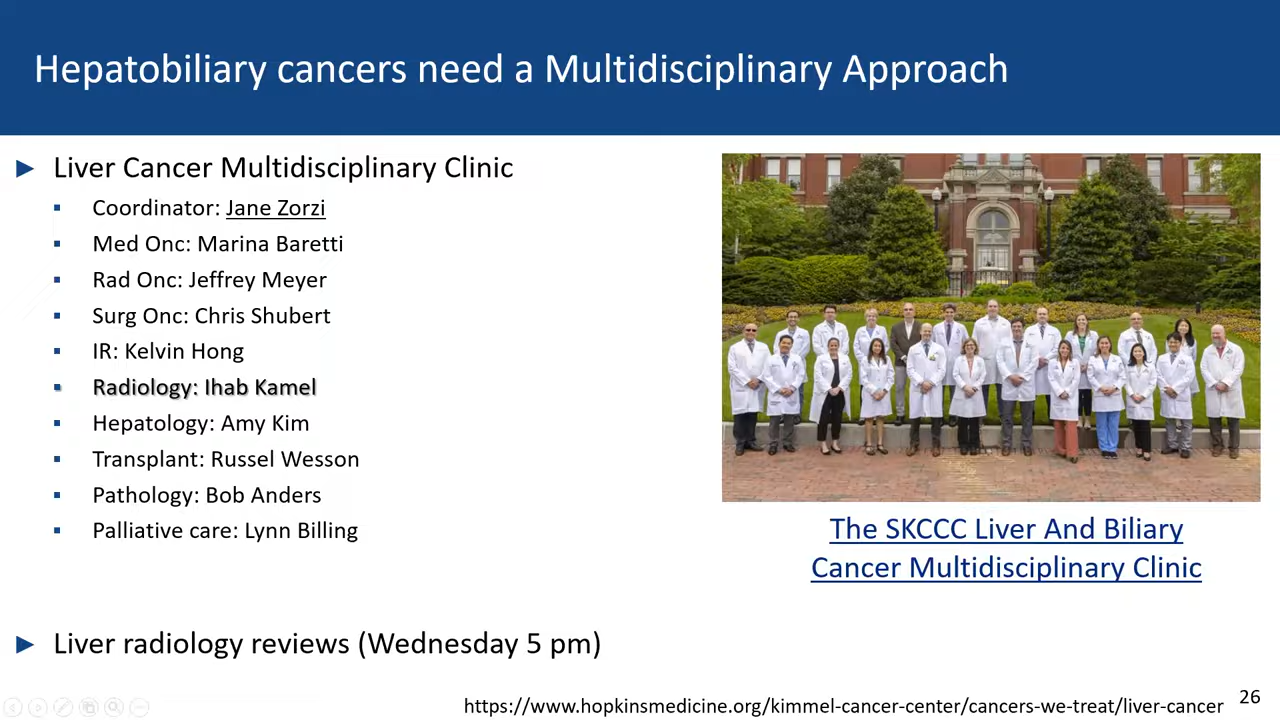 Hepatobiliary cancers need a Multidisciplinary Approach
Liver Cancer Multidisciplinary Clinic
Coordinator: Jane Zorzi
Med Onc: Marina Baretti
Rad Onc: Jeffrey Meyer
Surg Onc: Chris Shubert
IR: Kelvin Hong
Radiology: Ihab Kamel
Hepatology: Amy Kim
Transplant: Russel Wesson
Pathology: Bob Anders
Palliative care: Lynn Billing
The SKCCC Liver And Biliary
Cancer Multidisciplinary Clinic
Liver radiology reviews (Wednesday 5 pm)
https://www.hopkinsmedicine.org/kimmel-cancer-center/cancers-we-treat/liver-cancer
26